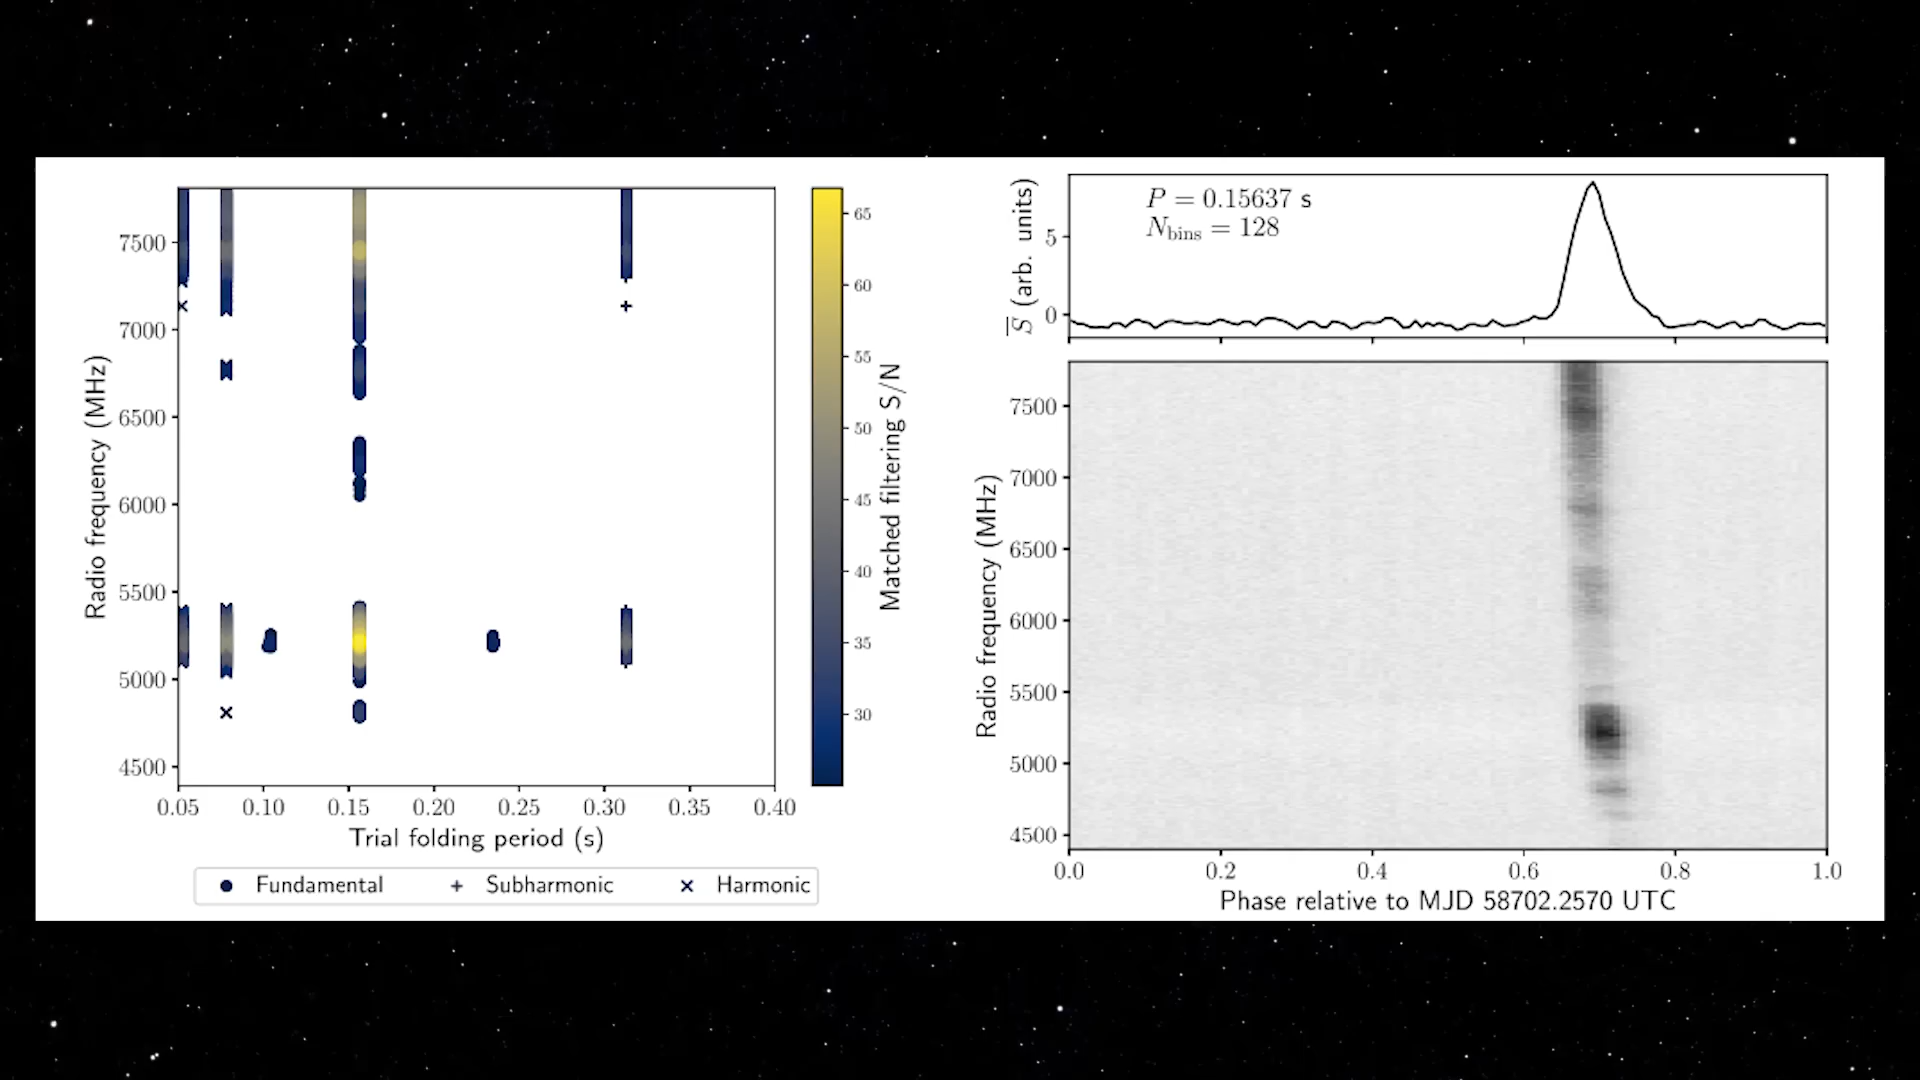 7500
7000
6500
6000
5500
5000
4500
Radio frequency (MHz)
0.05 0.10 0.15 0.20 0.25 0.30 0.35 0.40
Trial folding period (s)
Fundamental Subharmonic Harmonic
65
60
55
50
45
40
35
30
Matched filtering S/N
P = 0.15637 s
N_bins = 128
5
0
S̅ (arb. units)
7500
7000
6500
6000
5500
5000
4500
Radio frequency (MHz)
0.0 0.2 0.4 0.6 0.8 1.0
Phase relative to MJD 58702.2570 UTC